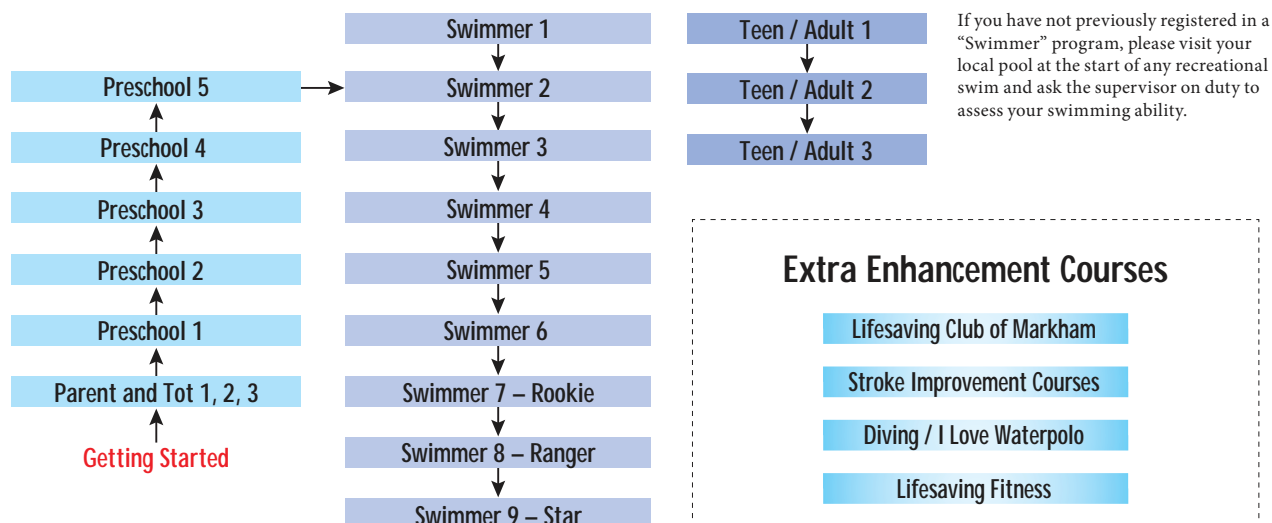 Preschool 5
Preschool 4
Preschool 3
Preschool 2
Preschool 1
Parent and Tot 1, 2, 3
Getting Started
Swimmer 1
Swimmer 2
Swimmer 3
Swimmer 4
Swimmer 5
Swimmer 6
Swimmer 7 – Rookie
Swimmer 8 – Ranger
Swimmer 9 – Star
Teen / Adult 1
Teen / Adult 2
Teen / Adult 3
If you have not previously registered in a
“Swimmer” program, please visit your
local pool at the start of any recreational
swim and ask the supervisor on duty to
assess your swimming ability.
Extra Enhancement Courses
Lifesaving Club of Markham
Stroke Improvement Courses
Diving / I Love Waterpolo
Lifesaving Fitness